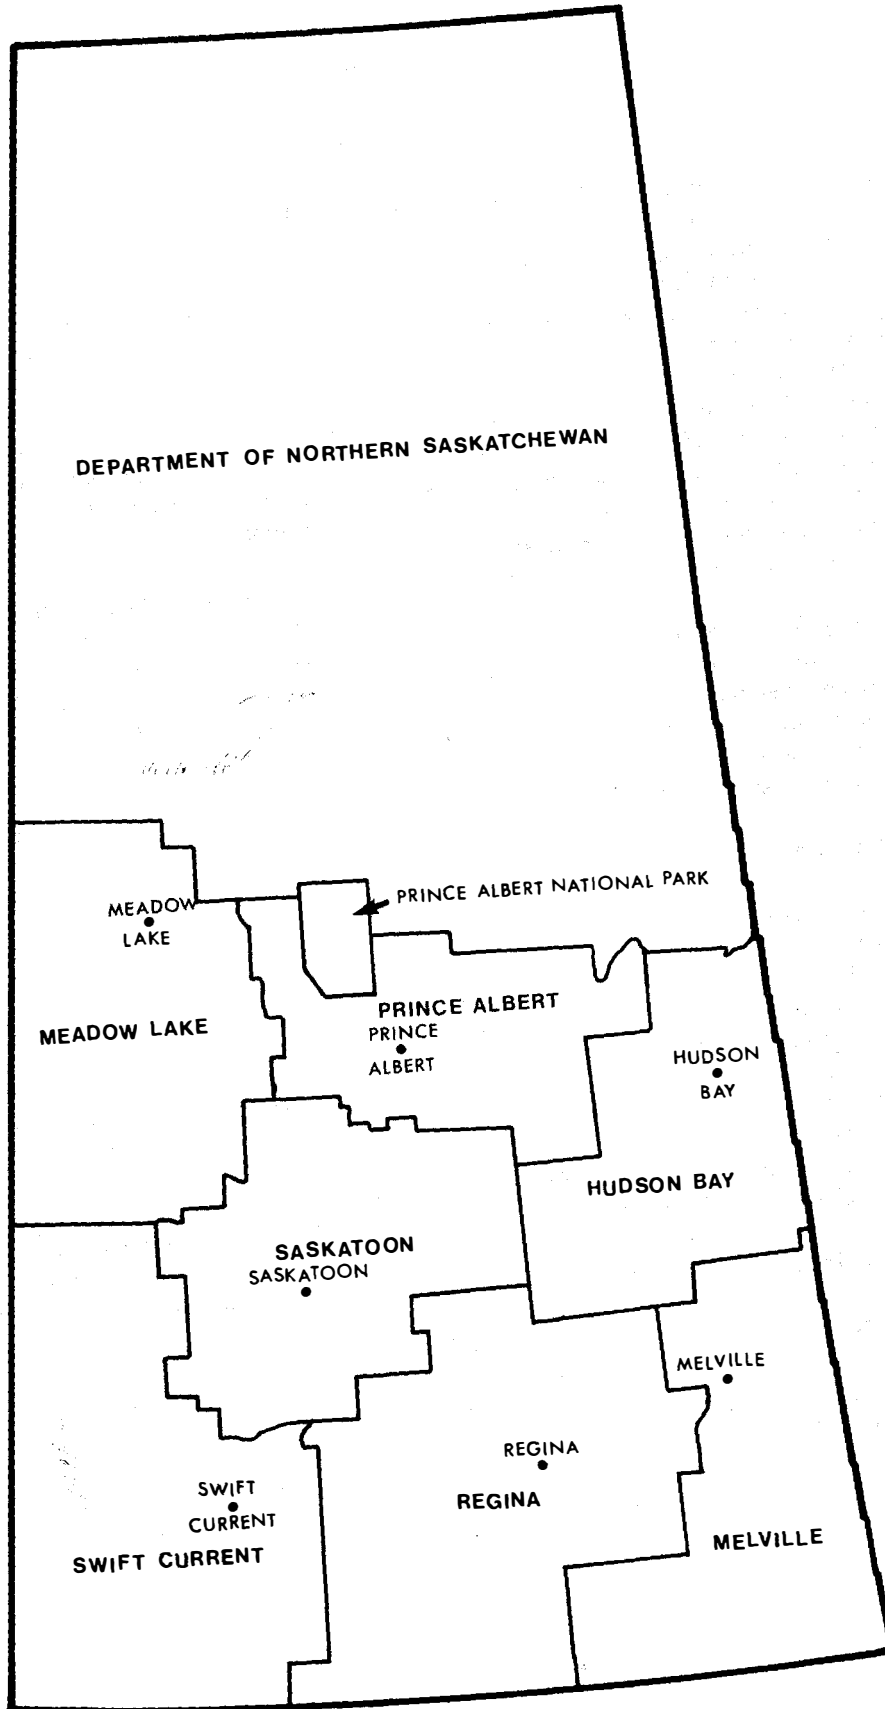 DEPARTMENT OF NORTHERN SASKATCHEWAN
PRINCE ALBERT NATIONAL PARK
MEADOW
LAKE
MEADOW LAKE
PRINCE ALBERT
PRINCE
ALBERT
HUDSON
BAY
HUDSON BAY
SASKATOON
SASKATOON
MELVILLE
REGINA
REGINA
SWIFT
CURRENT
SWIFT CURRENT
MELVILLE